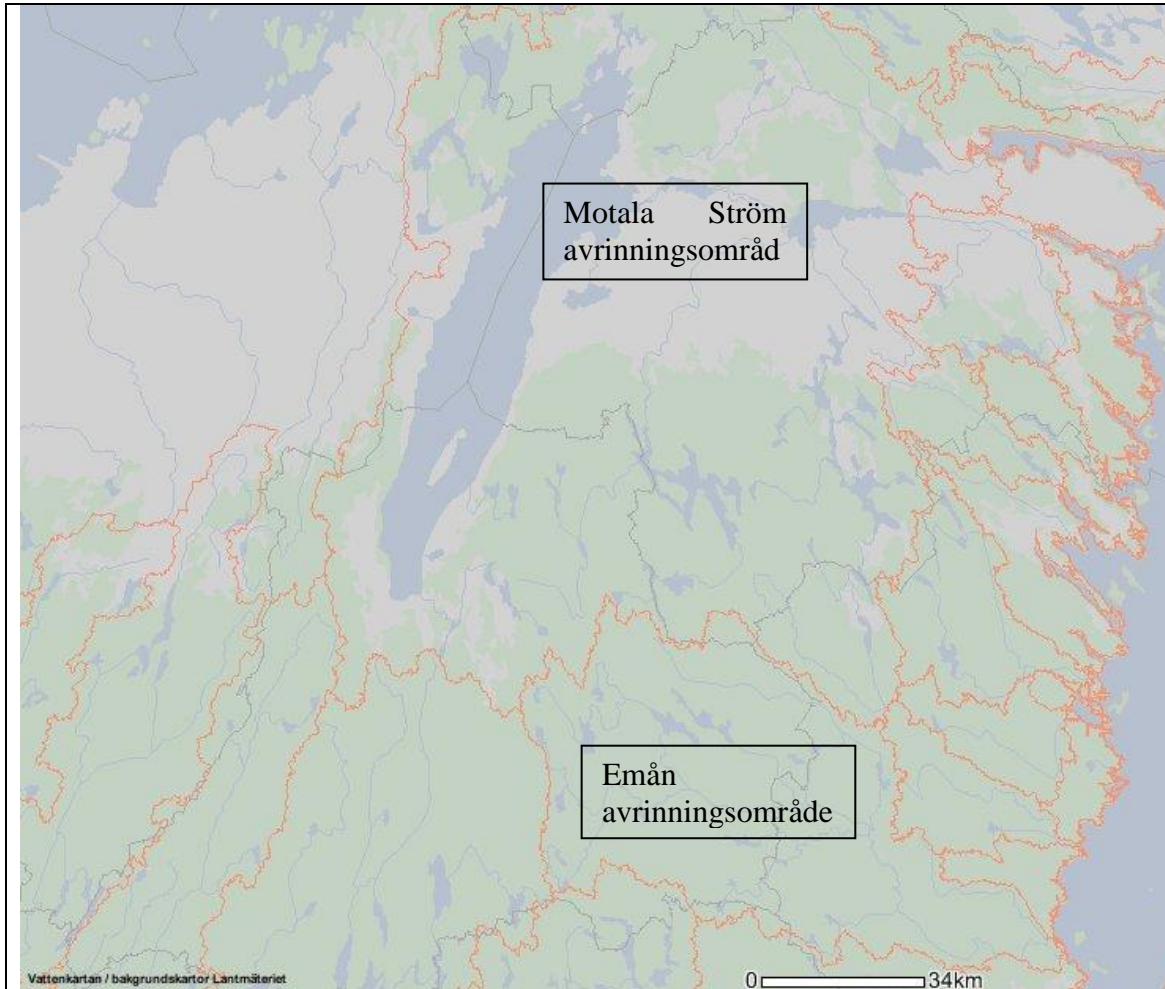 Motala Ström
avrinningsområd
Emån
avrinningsområde
Vattenkartan / bakgrundskartor Lantmäteriet
0 34km